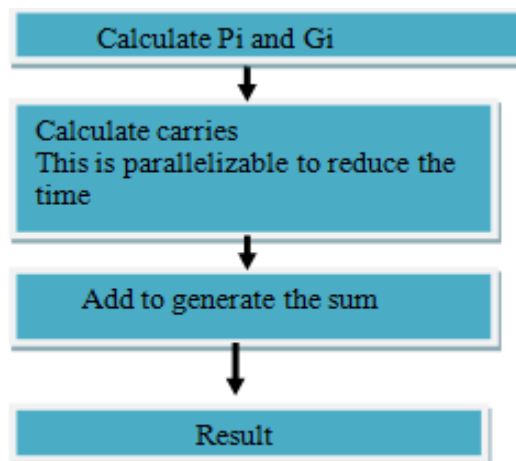 Calculate Pi and Gi
Calculate carries
This is parallelizable to reduce the
time
Add to generate the sum
Result